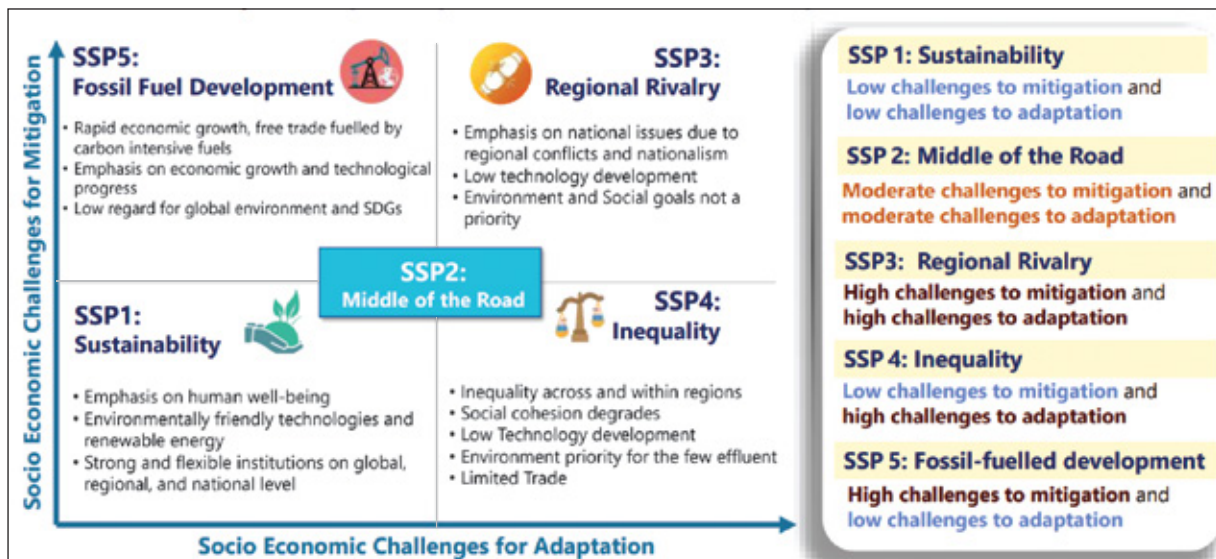 Socio Economic Challenges for Mitigation
SSP5:
Fossil Fuel Development
• Rapid economic growth, free trade fuelled by
carbon intensive fuels
• Emphasis on economic growth and technological
progress
• Low regard for global environment and SDGs
SSP3:
Regional Rivalry
• Emphasis on national issues due to
regional conflicts and nationalism
• Low technology development
• Environment and Social goals not a
priority
SSP2:
Middle of the Road
SSP1:
Sustainability
• Emphasis on human well-being
• Environmentally friendly technologies and
renewable energy
• Strong and flexible institutions on global,
regional, and national level
SSP4:
Inequality
• Inequality across and within regions
• Social cohesion degrades
• Low Technology development
• Environment priority for the few effluent
• Limited Trade
Socio Economic Challenges for Adaptation
SSP 1: Sustainability
Low challenges to mitigation and
low challenges to adaptation
SSP 2: Middle of the Road
Moderate challenges to mitigation and
moderate challenges to adaptation
SSP3: Regional Rivalry
High challenges to mitigation and
high challenges to adaptation
SSP 4: Inequality
Low challenges to mitigation and
high challenges to adaptation
SSP 5: Fossil-fuelled development
High challenges to mitigation and
low challenges to adaptation